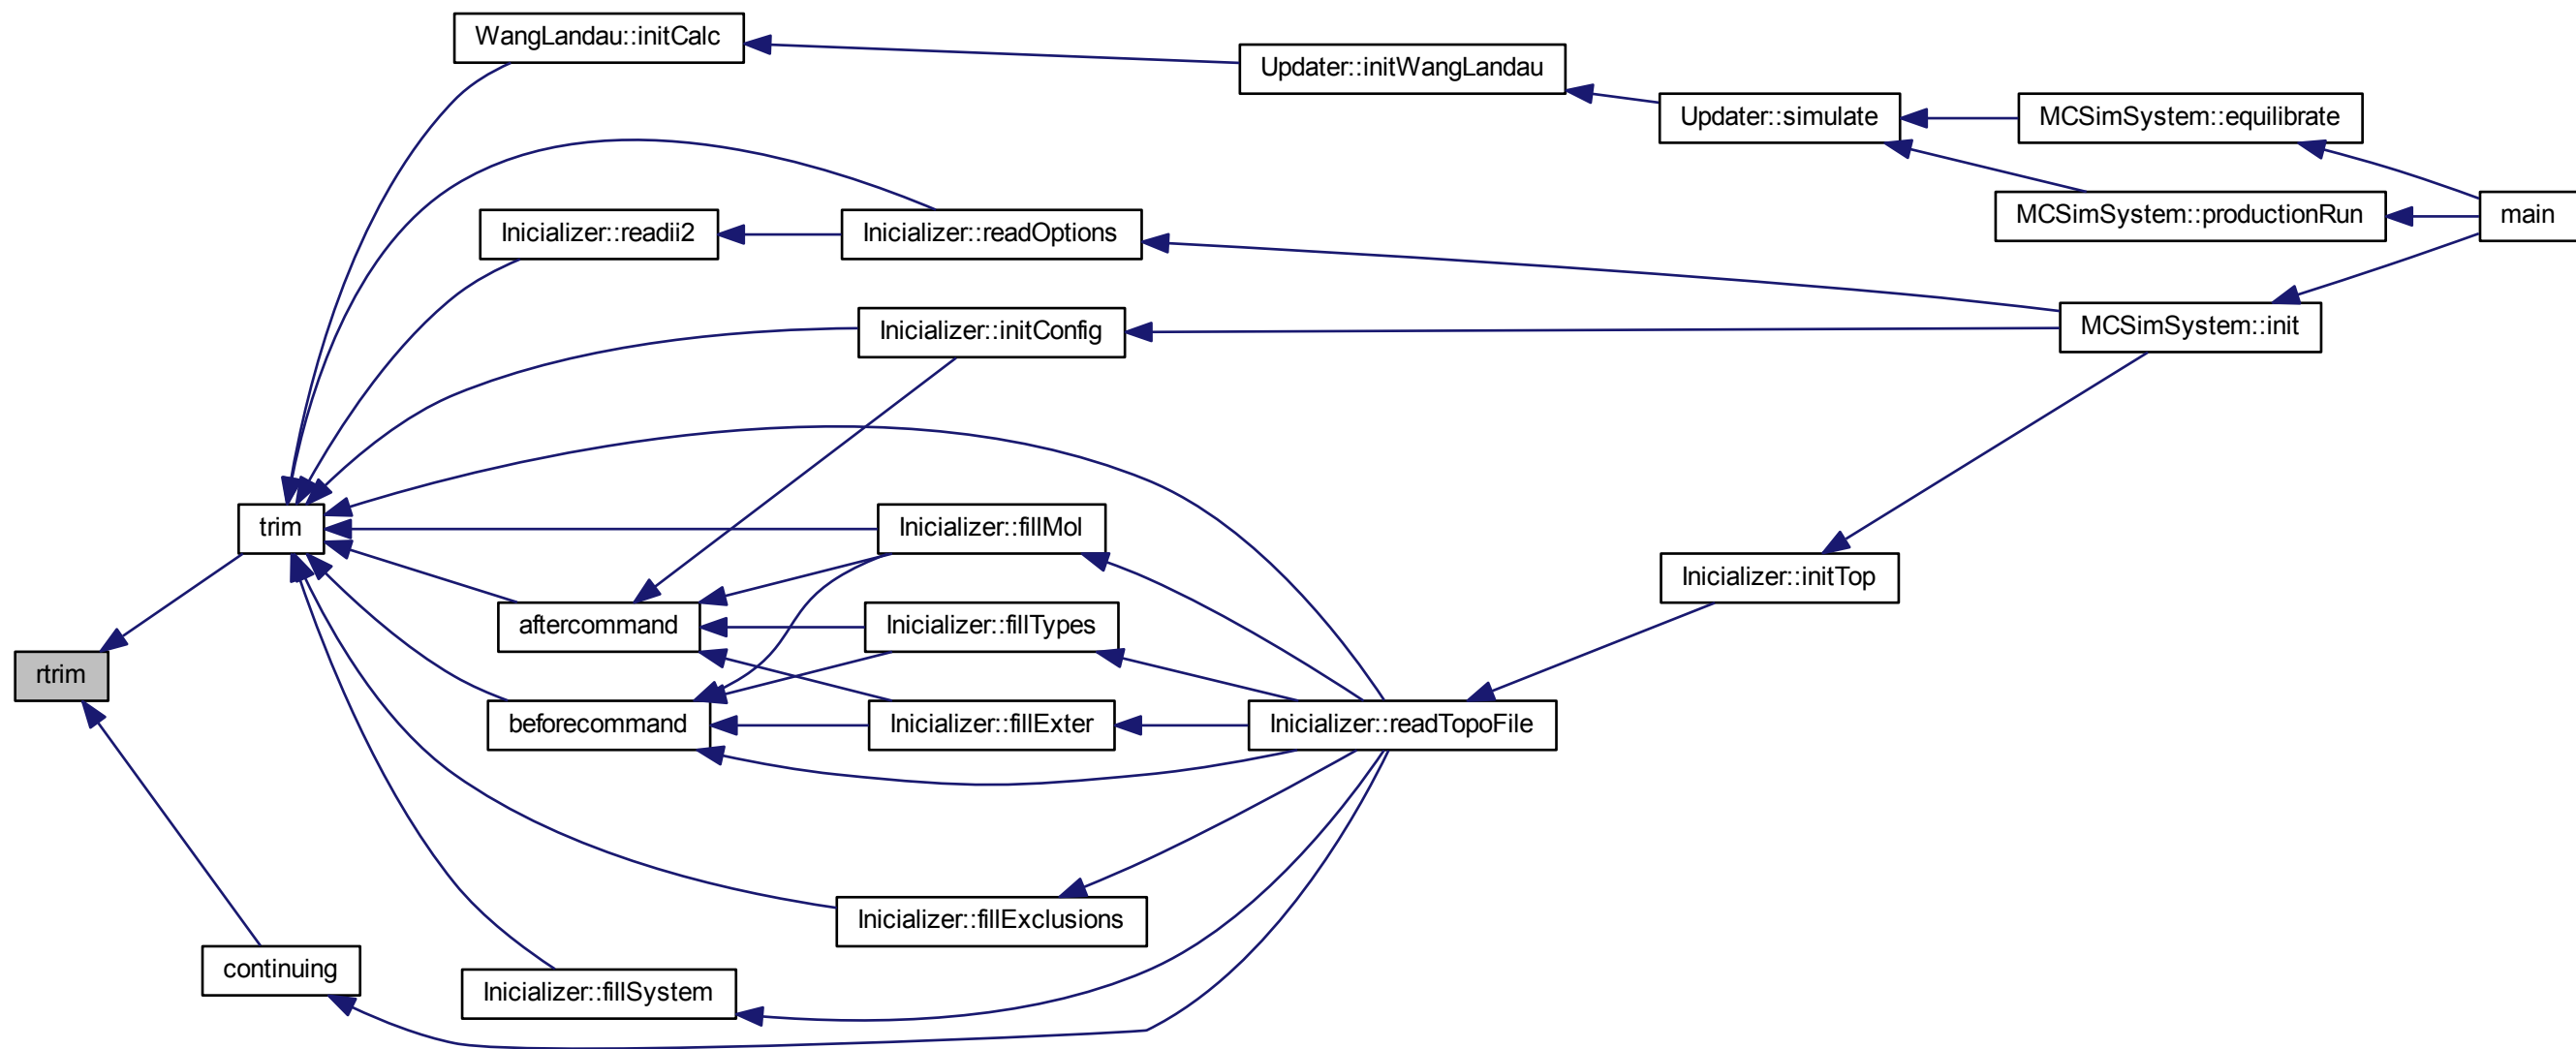 WangLandau::initCalc
Updater::initWangLandau
Updater::simulate
MCSimSystem::equilibrate
MCSimSystem::productionRun
main
Inicializer::readii2
Inicializer::readOptions
Inicializer::initConfig
MCSimSystem::init
trim
Inicializer::fillMol
Inicializer::initTop
aftercommand
Inicializer::fillTypes
rtrim
beforecommand
Inicializer::fillExter
Inicializer::readTopoFile
Inicializer::fillExclusions
continuing
Inicializer::fillSystem